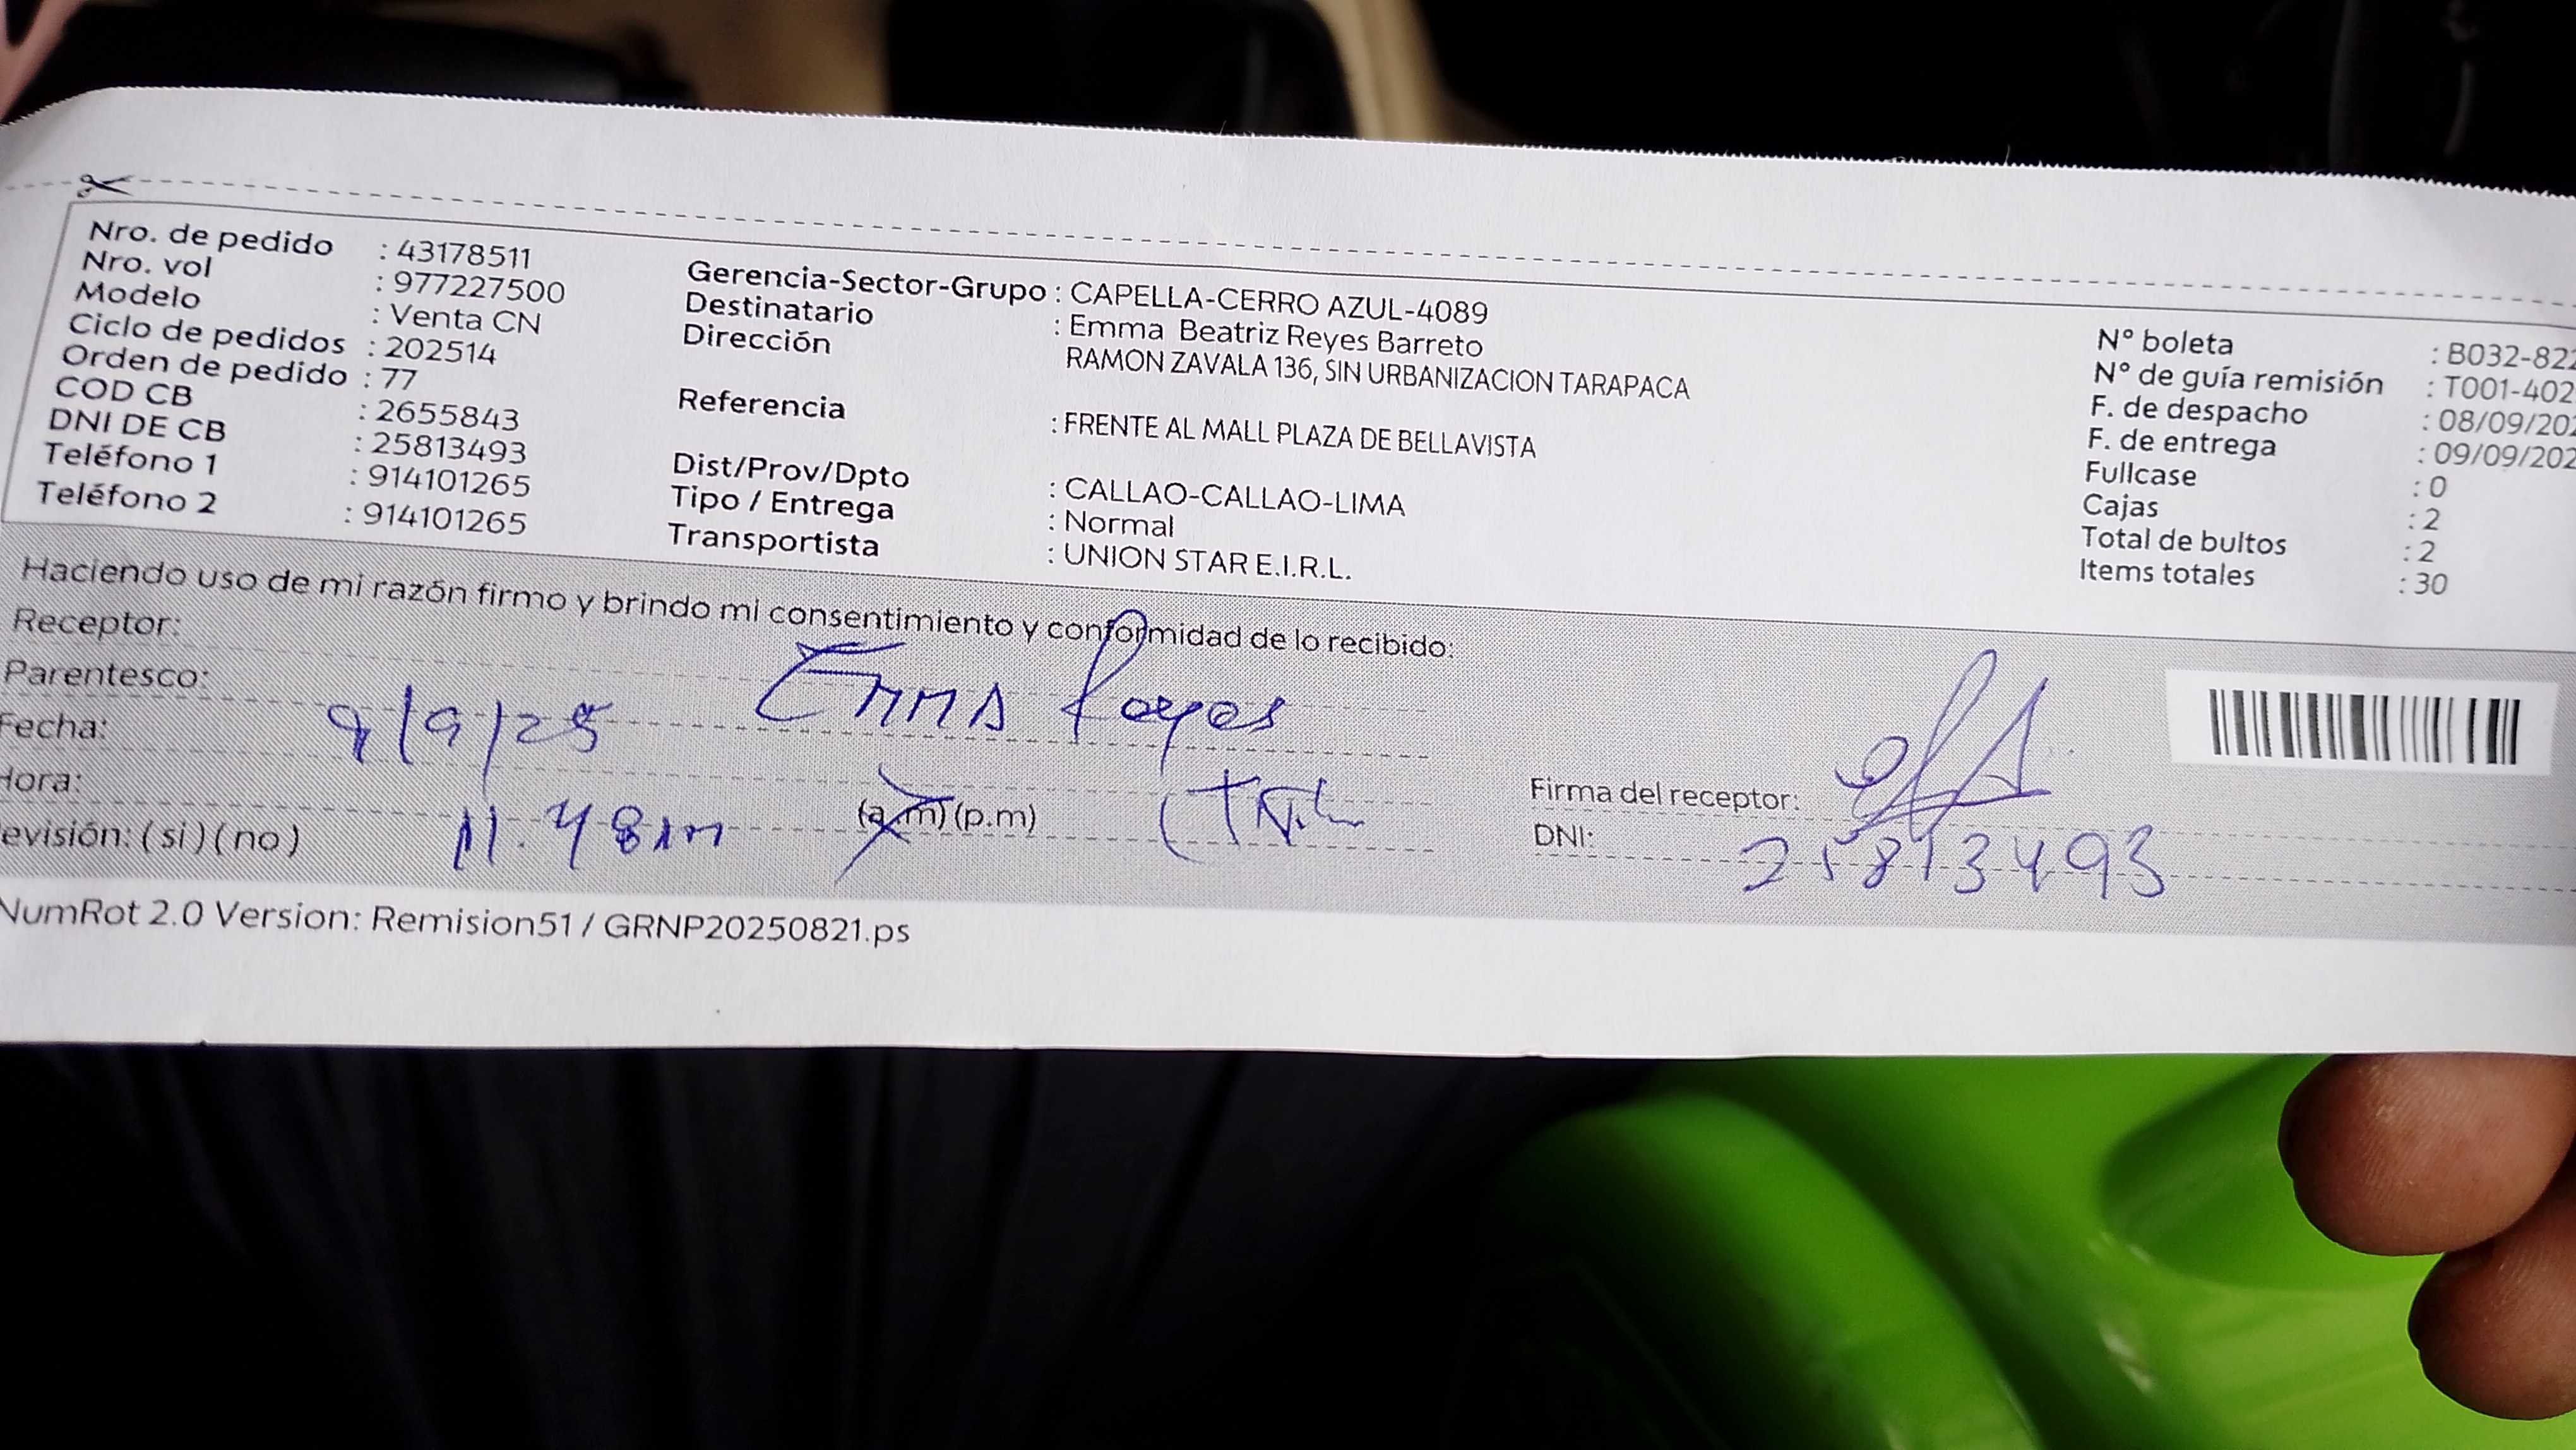 Nro. de pedido : 43178511
Nro. vol : 977227500
Modelo : Venta CN
Ciclo de pedidos : 202514
Orden de pedido : 77
COD CB : 2655843
DNI DE CB : 25813493
Teléfono 1 : 914101265
Teléfono 2 : 914101265
Gerencia-Sector-Grupo : CAPELLA-CERRO AZUL-4089
Destinatario : Emma Beatriz Reyes Barreto
Dirección RAMON ZAVALA 136, SIN URBANIZACION TARAPACA
Referencia : FRENTE AL MALL PLAZA DE BELLAVISTA
Dist/Prov/Dpto : CALLAO-CALLAO-LIMA
Tipo / Entrega : Normal
Transportista : UNION STAR E.I.R.L.
N° boleta : B032-822
N° de guía remisión : T001-402
F. de despacho : 08/09/202
F. de entrega : 09/09/202
Fullcase : 0
Cajas : 2
Total de bultos : 2
Items totales : 30
Haciendo uso de mi razón firmo y brindo mi consentimiento y conformidad de lo recibido:
Receptor: Emma Reyes
Parentesco:
Fecha: 9/9/25
Hora: 11.48am (a.m) (p.m)
evisión: ( si ) ( no )
Firma del receptor:
DNI: 25813493
NumRot 2.0 Version: Remision51 / GRNP20250821.ps